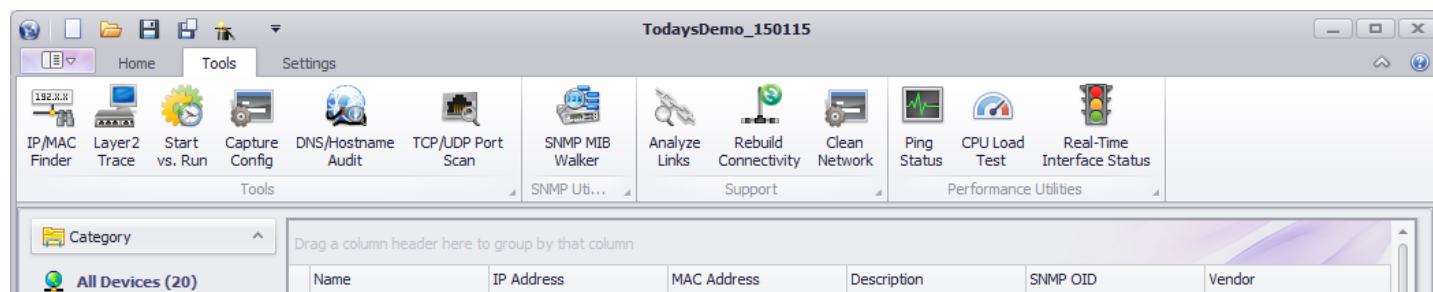 TodaysDemo_150115
Home Tools Settings
192.X.X
IP/MAC Finder
Layer2 Trace
Start vs. Run
Capture Config
DNS/Hostname Audit
TCP/UDP Port Scan
SNMP MIB Walker
Analyze Links
Rebuild Connectivity
Clean Network
Ping Status
CPU Load Test
Real-Time Interface Status
Tools
SNMP Uti...
Support
Performance Utilities
Category
Drag a column header here to group by that column
All Devices (20)
Name IP Address MAC Address Description SNMP OID Vendor